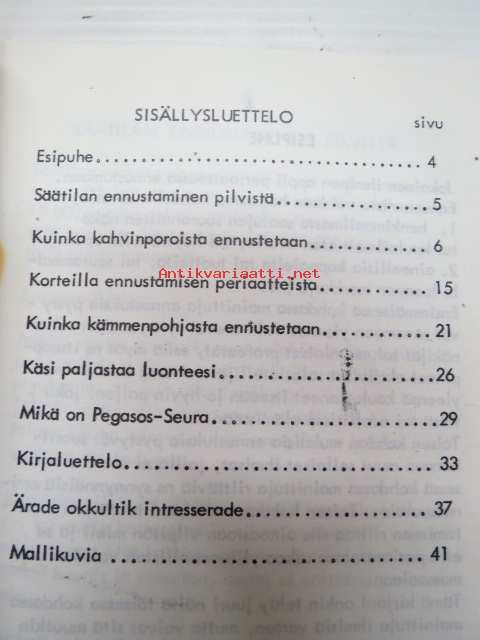 SISÄLLYSLUETTELO
sivu
Esipuhe 4
Säätilan ennustaminen pilvistä 5
Kuinka kahvinporoista ennustetaan 6
Antikvariaatti.net
Korteilla ennustamisen periaatteista 15
Kuinka kämmenpohjasta ennustetaan 21
Käsi paljastaa luonteesi 26
Mikä on Pegasos-Seura 29
Kirjaluettelo 33
Ärade okkultik intresserade 37
Mallikuvia 41